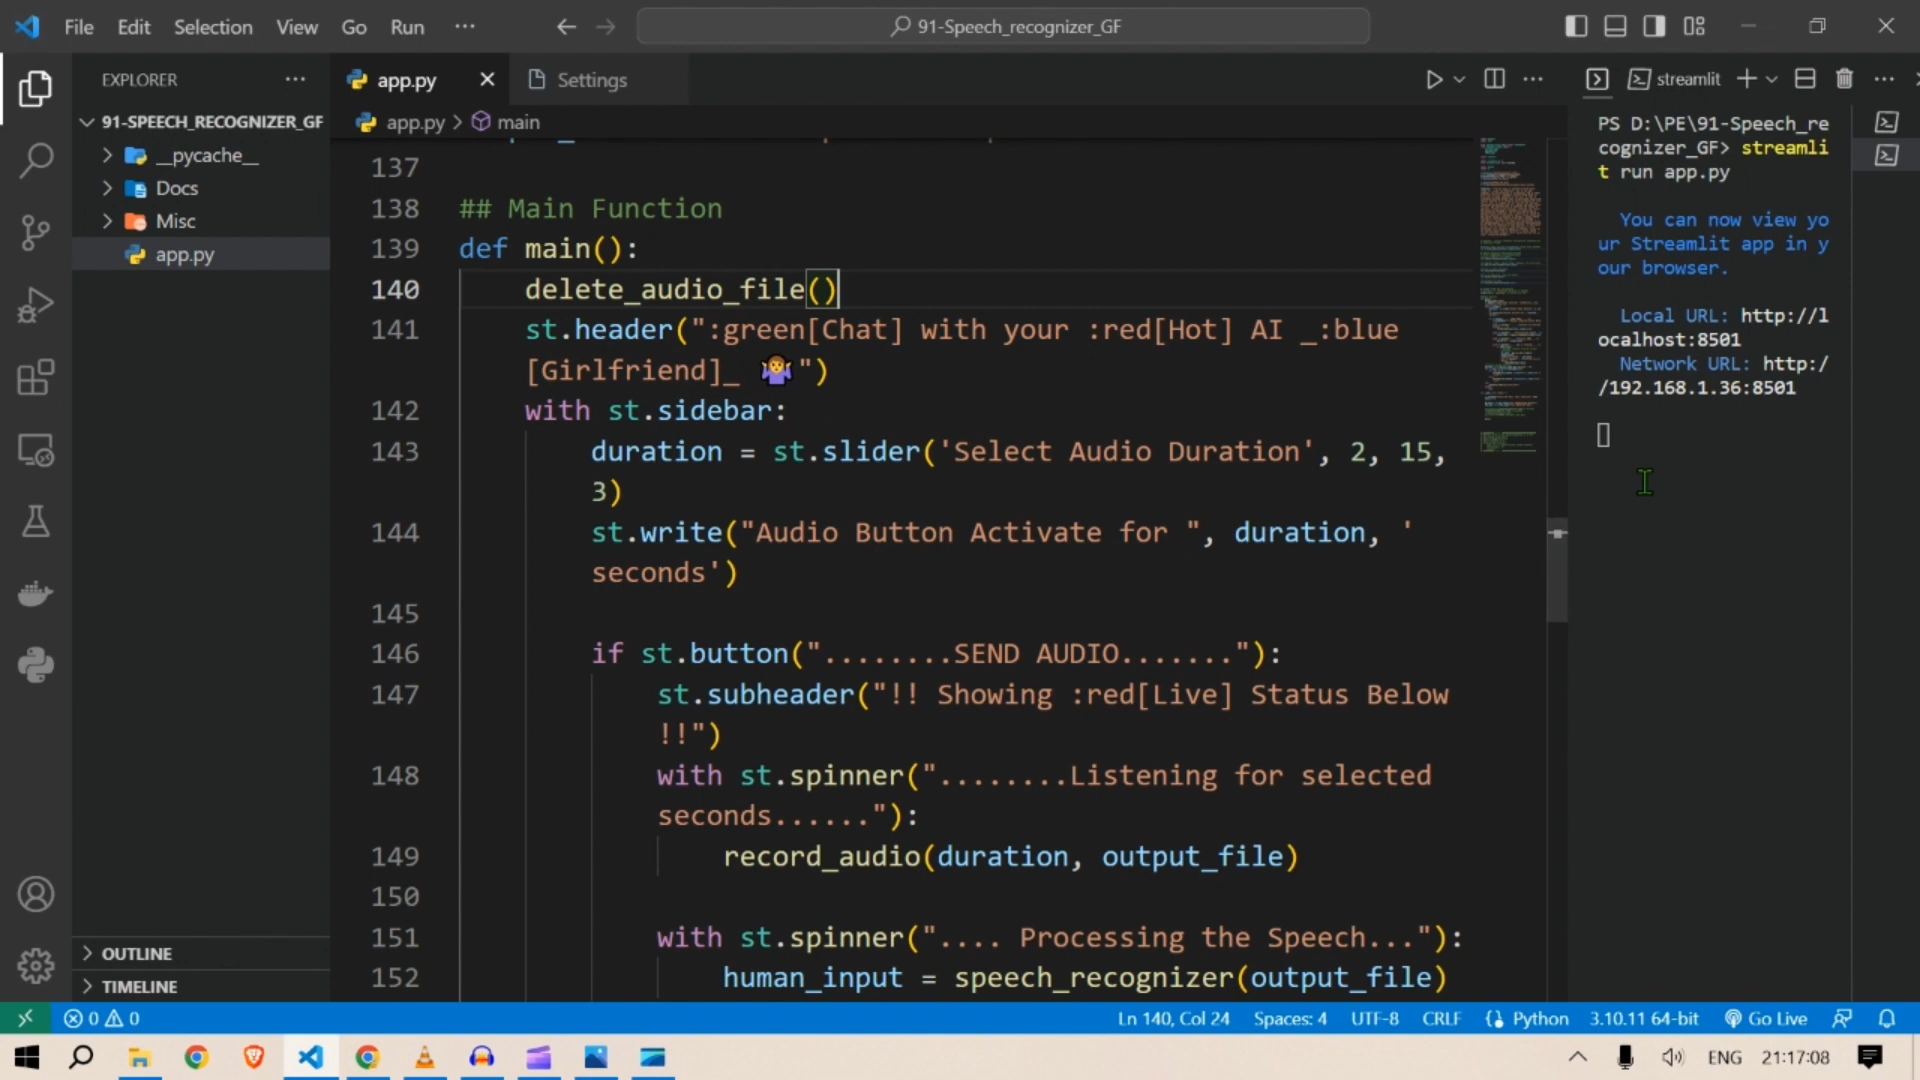 File Edit Selection View Go Run ···
91-Speech_recognizer_GF
EXPLORER ···
app.py
Settings
streamlit
91-SPEECH_RECOGNIZER_GF
__pycache__
Docs
Misc
app.py
OUTLINE
TIMELINE
app.py > main
137
138 ## Main Function
139 def main():
140 delete_audio_file()
141 st.header(":green[Chat] with your :red[Hot] AI _:blue
[Girlfriend]_ 🤷‍♀️")
142 with st.sidebar:
143 duration = st.slider('Select Audio Duration', 2, 15,
3)
144 st.write("Audio Button Activate for ", duration, '
seconds')
145
146 if st.button("........SEND AUDIO......."):
147 st.subheader("!! Showing :red[Live] Status Below
!!")
148 with st.spinner("........Listening for selected
seconds......"):
149 record_audio(duration, output_file)
150
151 with st.spinner(".... Processing the Speech..."):
152 human_input = speech_recognizer(output_file)
PS D:\PE\91-Speech_re
cognizer_GF> streamli
t run app.py
You can now view yo
ur Streamlit app in y
our browser.
Local URL: http://l
ocalhost:8501
Network URL: http:/
/192.168.1.36:8501
0 0
Ln 140, Col 24 Spaces: 4 UTF-8 CRLF Python 3.10.11 64-bit Go Live
ENG 21:17:08